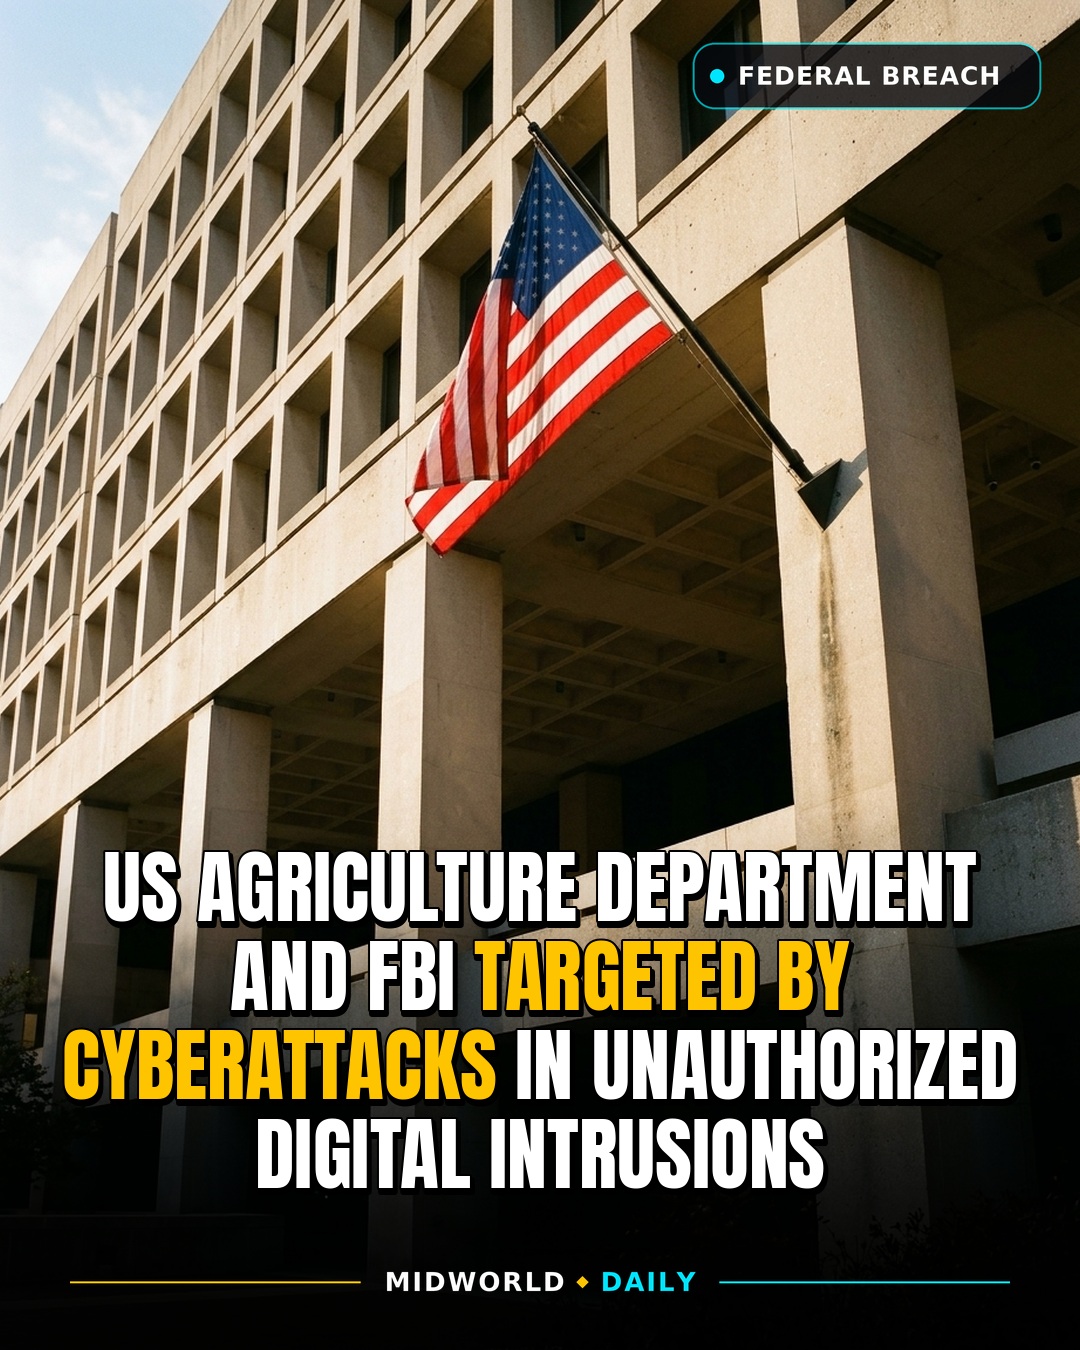 FEDERAL BREACH
US AGRICULTURE DEPARTMENT
AND FBI TARGETED BY
CYBERATTACKS IN UNAUTHORIZED
DIGITAL INTRUSIONS
MIDWORLD DAILY